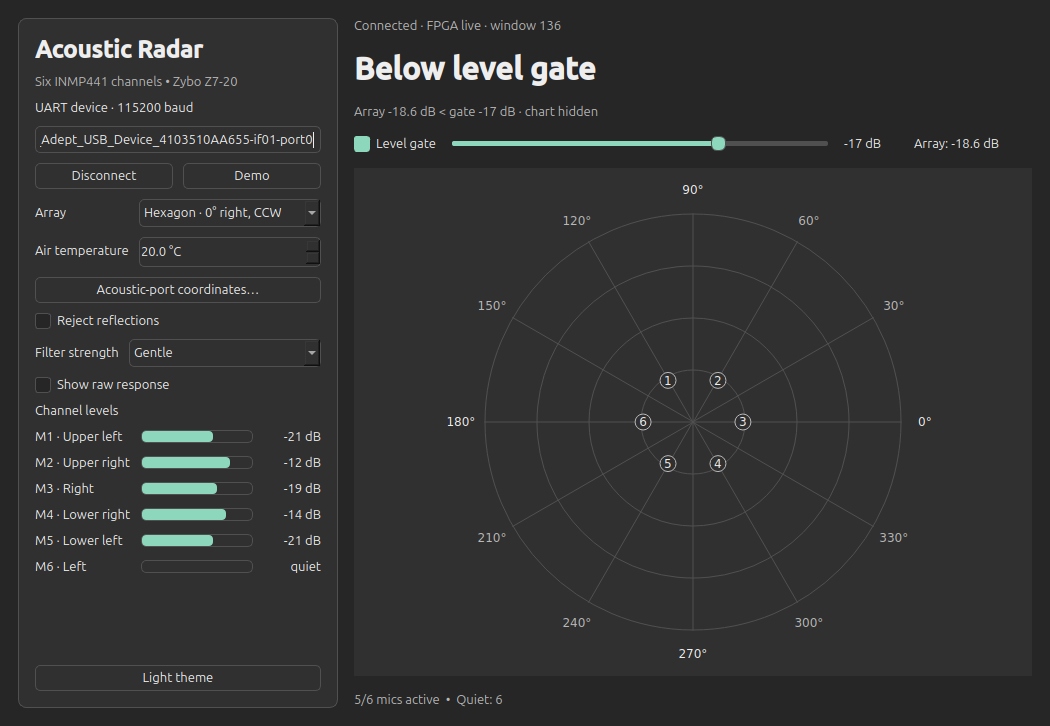 Acoustic Radar
Six INMP441 channels • Zybo Z7-20
UART device · 115200 baud
Adept_USB_Device_4103510AA655-if01-port0
Disconnect
Demo
Array
Hexagon · 0° right, CCW
Air temperature
20.0 °C
Acoustic-port coordinates…
Reject reflections
Filter strength
Gentle
Show raw response
Channel levels
M1 · Upper left -21 dB
M2 · Upper right -12 dB
M3 · Right -19 dB
M4 · Lower right -14 dB
M5 · Lower left -21 dB
M6 · Left quiet
Light theme
Connected · FPGA live · window 136
Below level gate
Array -18.6 dB < gate -17 dB · chart hidden
Level gate -17 dB Array: -18.6 dB
90°
120° 60°
150° 30°
1 2
180° 6 3 0°
5 4
210° 330°
240° 300°
270°
5/6 mics active • Quiet: 6